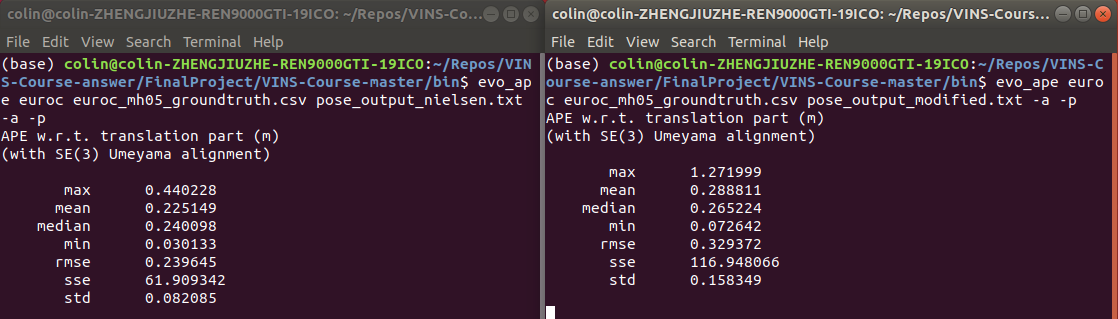 colin@colin-ZHENGJIUZHE-REN9000GTI-19ICO: ~/Repos/VINS-Co...
File Edit View Search Terminal Help
(base) colin@colin-ZHENGJIUZHE-REN9000GTI-19ICO:~/Repos/VIN
S-Course-answer/FinalProject/VINS-Course-master/bin$ evo_ap
e euroc euroc_mh05_groundtruth.csv pose_output_nielsen.txt
-a -p
APE w.r.t. translation part (m)
(with SE(3) Umeyama alignment)
max 0.440228
mean 0.225149
median 0.240098
min 0.030133
rmse 0.239645
sse 61.909342
std 0.082085
colin@colin-ZHENGJIUZHE-REN9000GTI-19ICO: ~/Repos/VINS-Cours...
File Edit View Search Terminal Help
(base) colin@colin-ZHENGJIUZHE-REN9000GTI-19ICO:~/Repos/VINS-C
ourse-answer/FinalProject/VINS-Course-master/bin$ evo_ape euro
c euroc_mh05_groundtruth.csv pose_output_modified.txt -a -p
APE w.r.t. translation part (m)
(with SE(3) Umeyama alignment)
max 1.271999
mean 0.288811
median 0.265224
min 0.072642
rmse 0.329372
sse 116.948066
std 0.158349